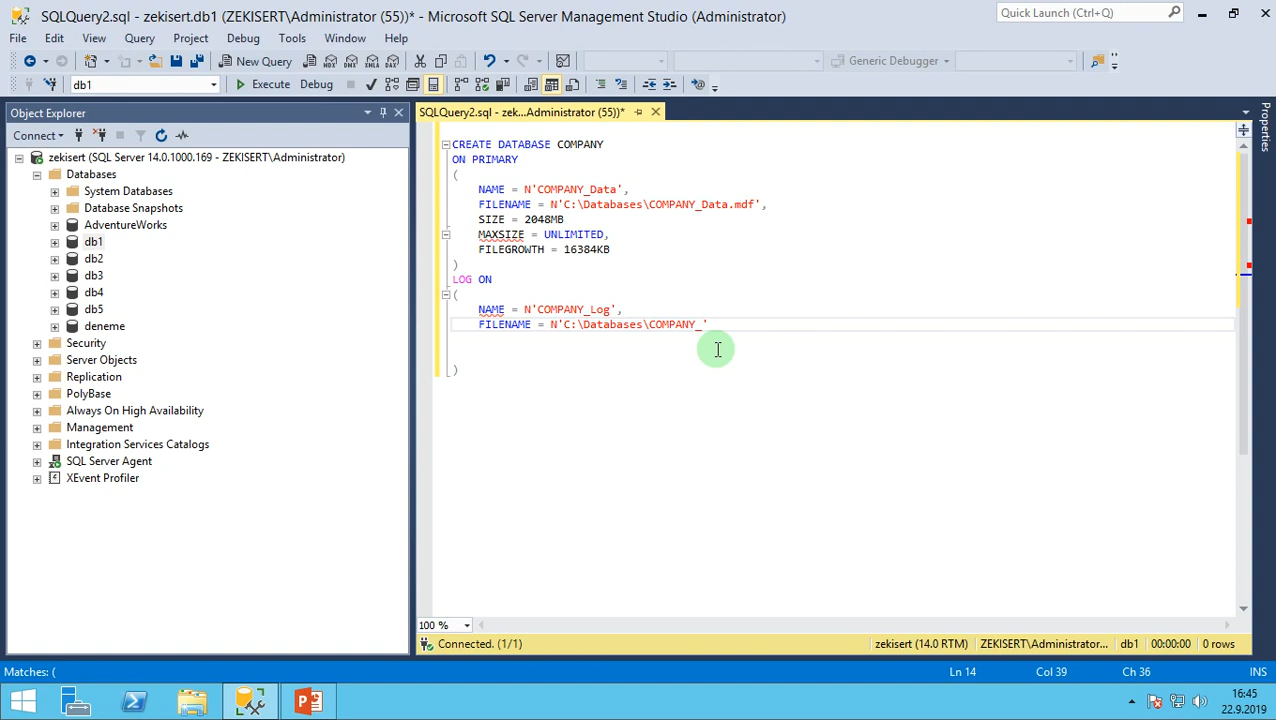 SQLQuery2.sql - zekisert.db1 (ZEKISERT\Administrator (55))* - Microsoft SQL Server Management Studio (Administrator)
Quick Launch (Ctrl+Q)
File Edit View Query Project Debug Tools Window Help
New Query
MDX DMX XMLA DAX
Generic Debugger
db1
Execute Debug
Object Explorer
SQLQuery2.sql - zek...Administrator (55))*
Properties
Connect
zekisert (SQL Server 14.0.1000.169 - ZEKISERT\Administrator)
Databases
System Databases
Database Snapshots
AdventureWorks
db1
db2
db3
db4
db5
deneme
Security
Server Objects
Replication
PolyBase
Always On High Availability
Management
Integration Services Catalogs
SQL Server Agent
XEvent Profiler
CREATE DATABASE COMPANY
ON PRIMARY
(
NAME = N'COMPANY_Data',
FILENAME = N'C:\Databases\COMPANY_Data.mdf',
SIZE = 2048MB
MAXSIZE = UNLIMITED,
FILEGROWTH = 16384KB
)
LOG ON
(
NAME = N'COMPANY_Log',
FILENAME = N'C:\Databases\COMPANY_'
)
100 %
Connected. (1/1)
zekisert (14.0 RTM)
ZEKISERT\Administrator...
db1
00:00:00
0 rows
Matches: (
Ln 14
Col 39
Ch 36
INS
16:45
22.9.2019